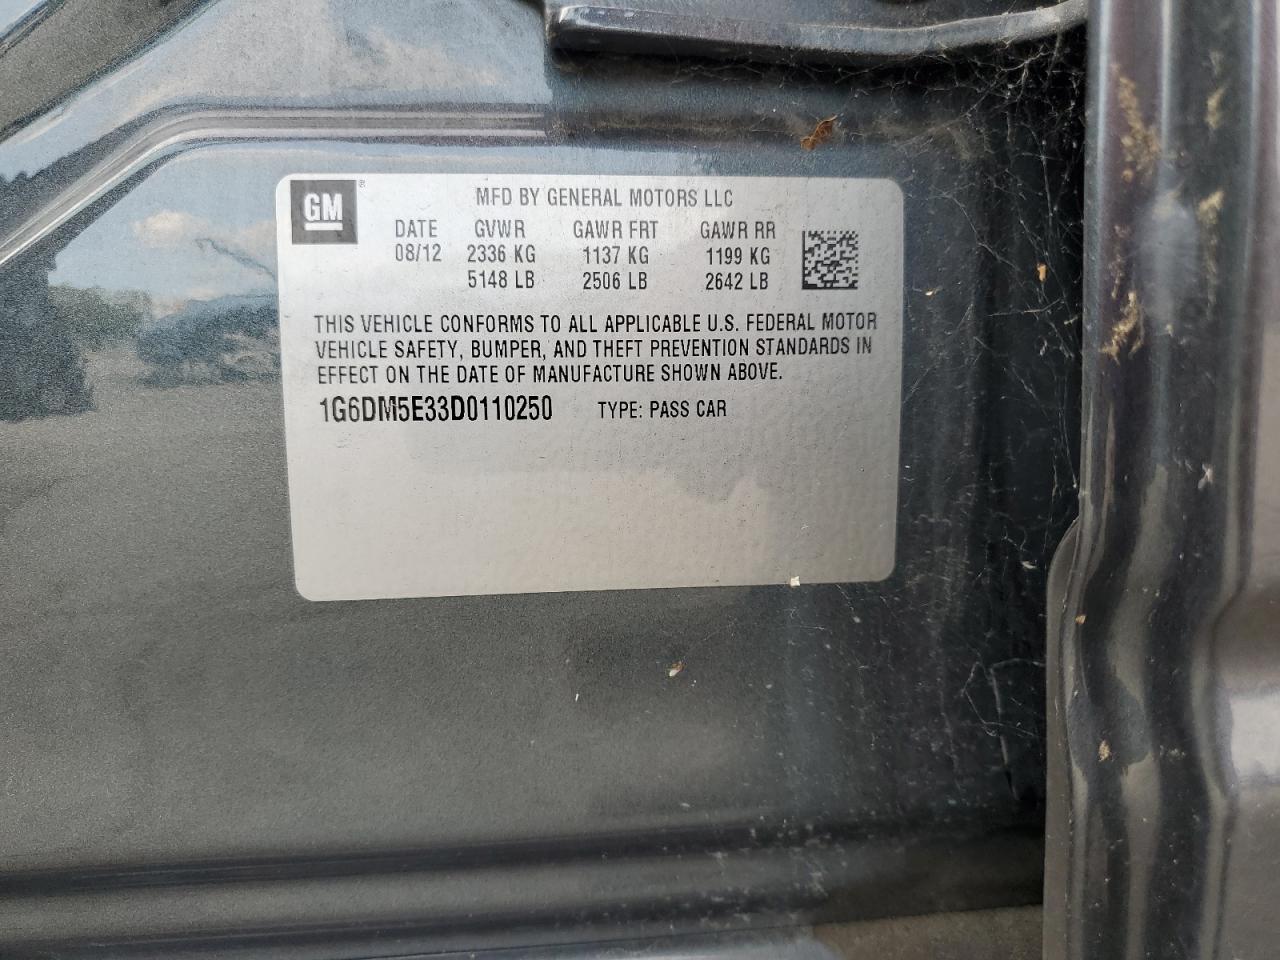 GM ®
MFD BY GENERAL MOTORS LLC
DATE GVWR GAWR FRT GAWR RR
08/12 2336 KG 1137 KG 1199 KG
5148 LB 2506 LB 2642 LB
THIS VEHICLE CONFORMS TO ALL APPLICABLE U.S. FEDERAL MOTOR
VEHICLE SAFETY, BUMPER, AND THEFT PREVENTION STANDARDS IN
EFFECT ON THE DATE OF MANUFACTURE SHOWN ABOVE.
1G6DM5E33D0110250 TYPE: PASS CAR